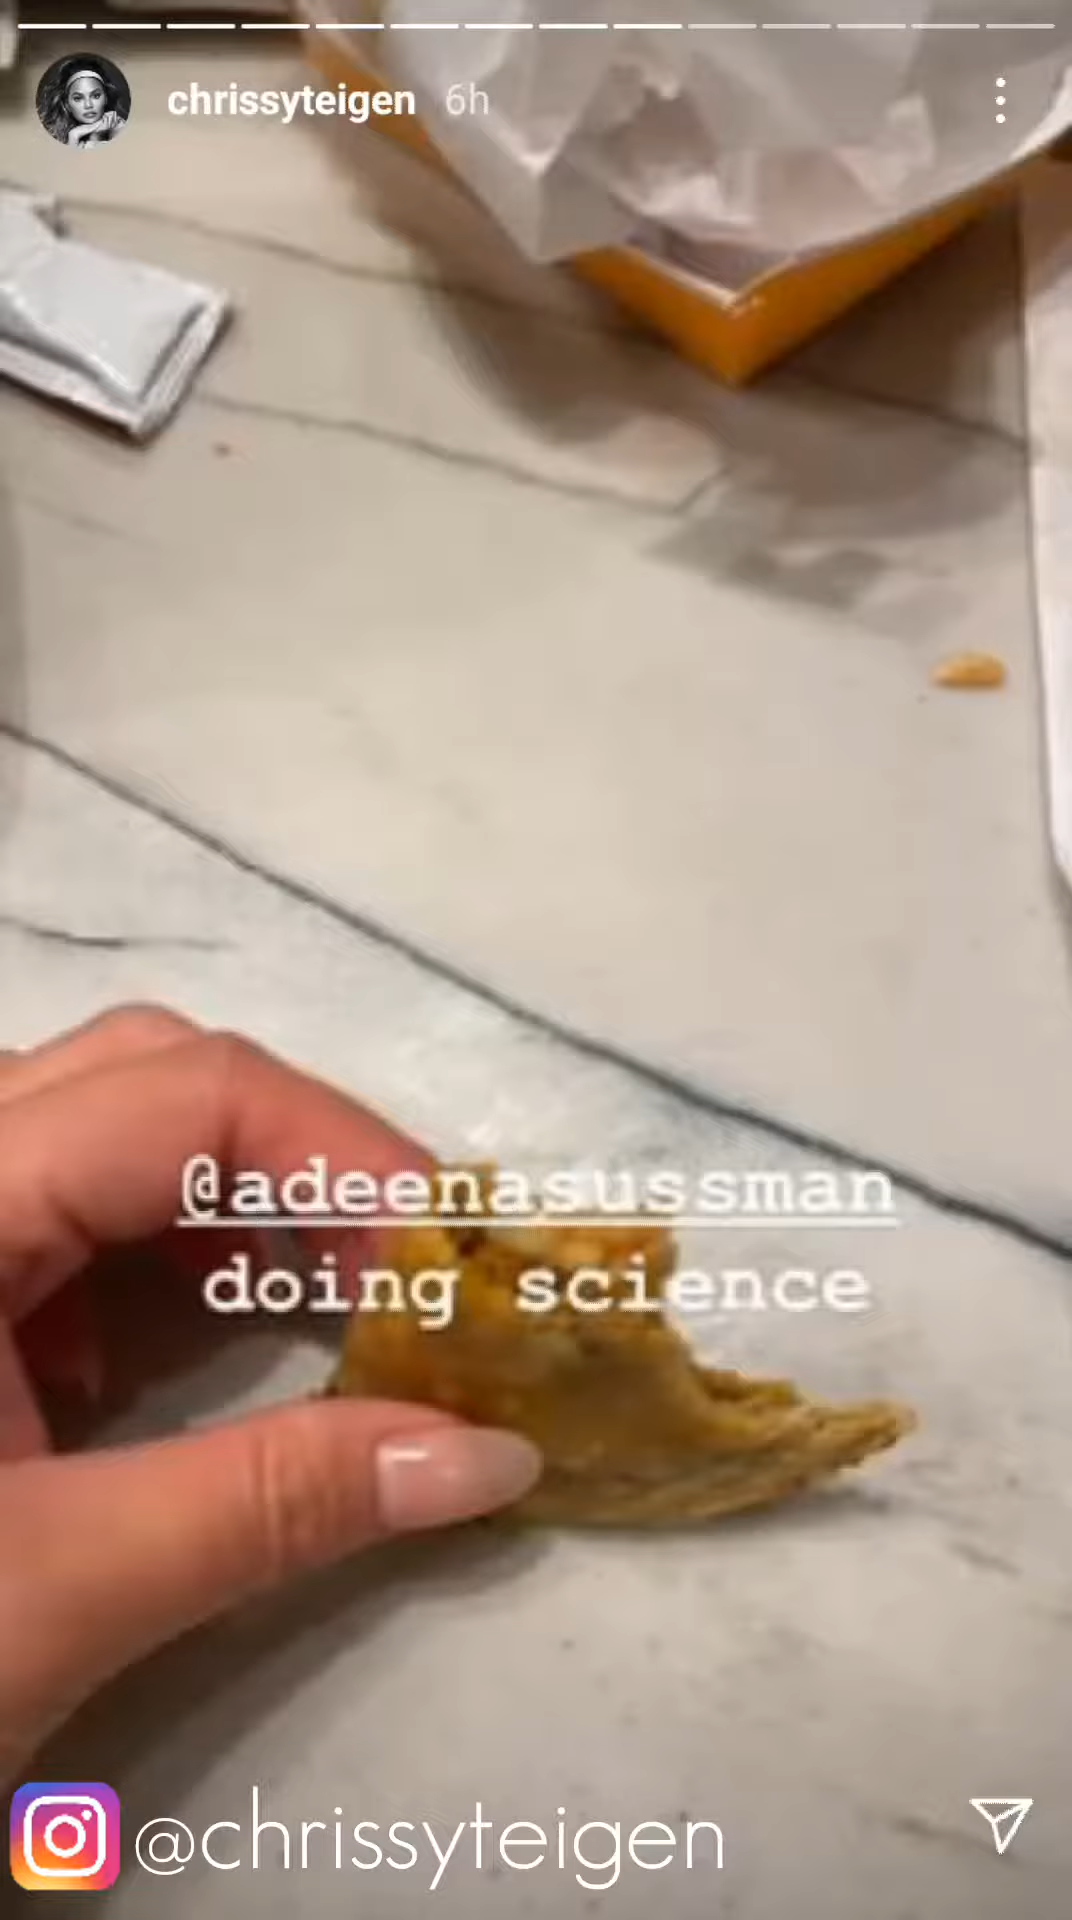 chrissyteigen 6h
@adeenasussman
doing science
@chrissyteigen